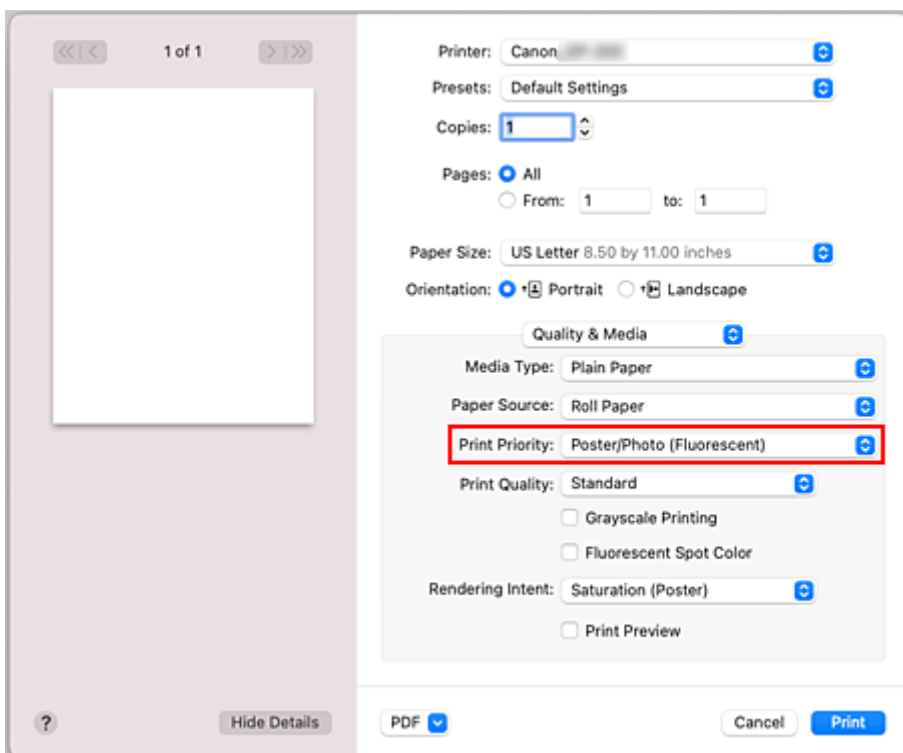 1 of 1
Printer: Canon
Presets: Default Settings
Copies: 1
Pages: All
From: 1 to: 1
Paper Size: US Letter 8.50 by 11.00 inches
Orientation: Portrait Landscape
Quality & Media
Media Type: Plain Paper
Paper Source: Roll Paper
Print Priority: Poster/Photo (Fluorescent)
Print Quality: Standard
Grayscale Printing
Fluorescent Spot Color
Rendering Intent: Saturation (Poster)
Print Preview
? Hide Details PDF Cancel Print